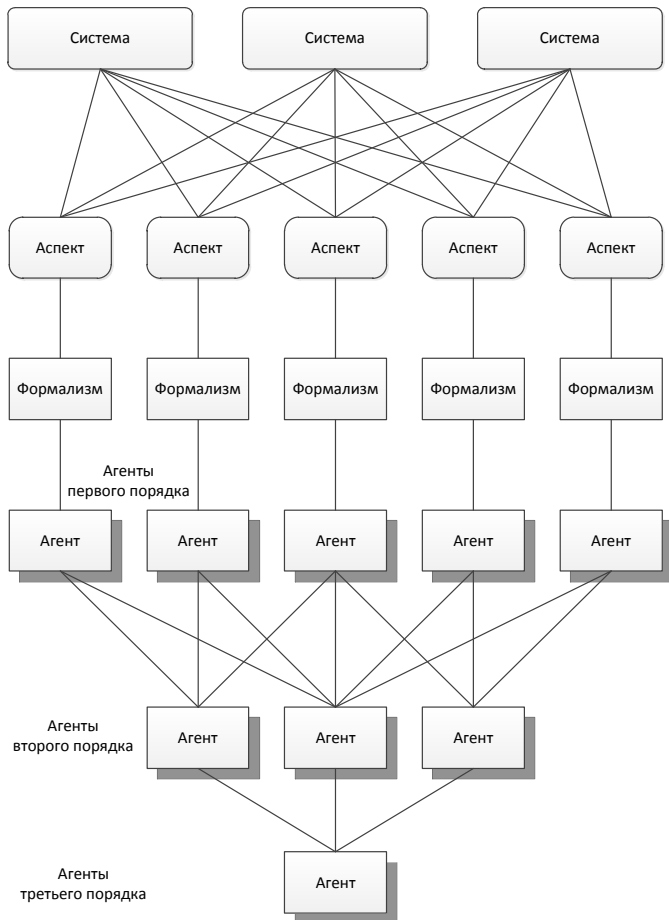 Система
Система
Система
Аспект
Аспект
Аспект
Аспект
Аспект
Формализм
Формализм
Формализм
Формализм
Формализм
Агенты
первого порядка
Агент
Агент
Агент
Агент
Агент
Агенты
второго порядка
Агент
Агент
Агент
Агенты
третьего порядка
Агент